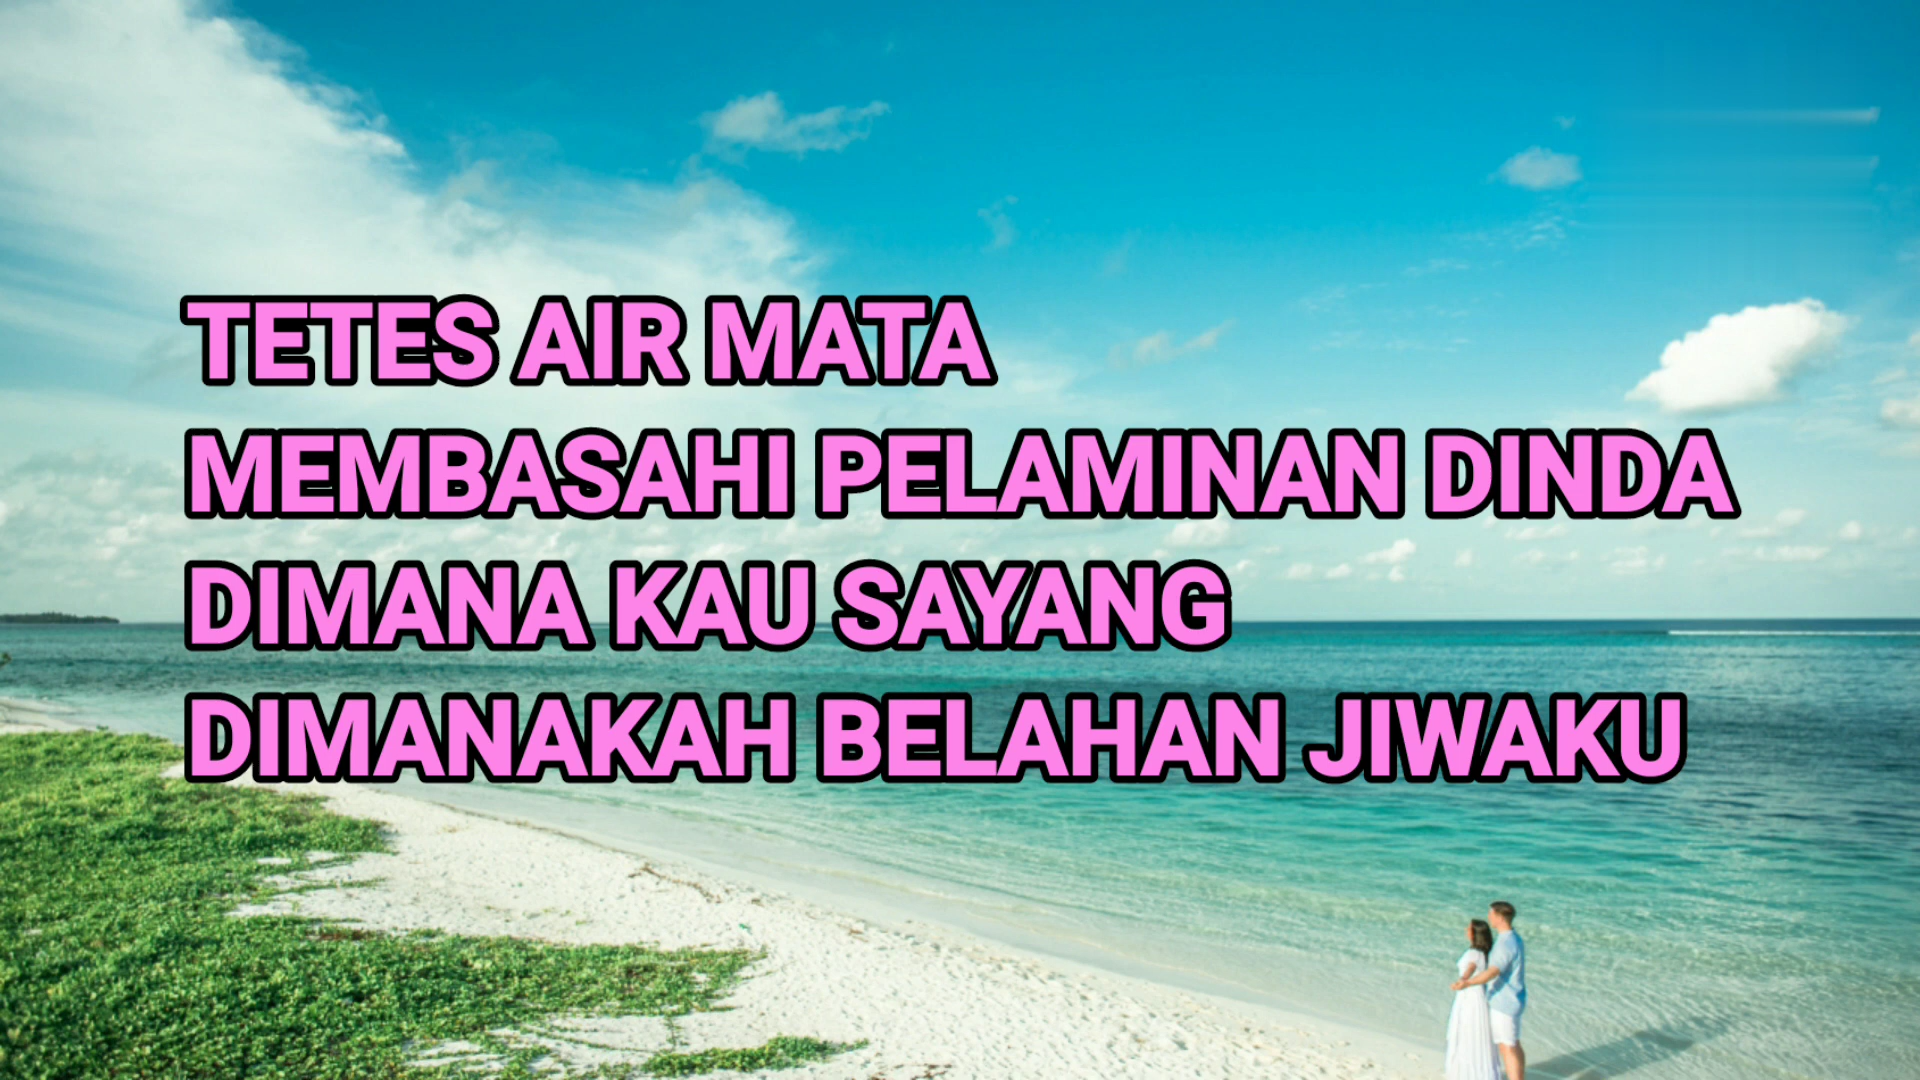 TETES AIR MATA
MEMBASAHI PELAMINAN DINDA
DIMANA KAU SAYANG
DIMANAKAH BELAHAN JIWAKU